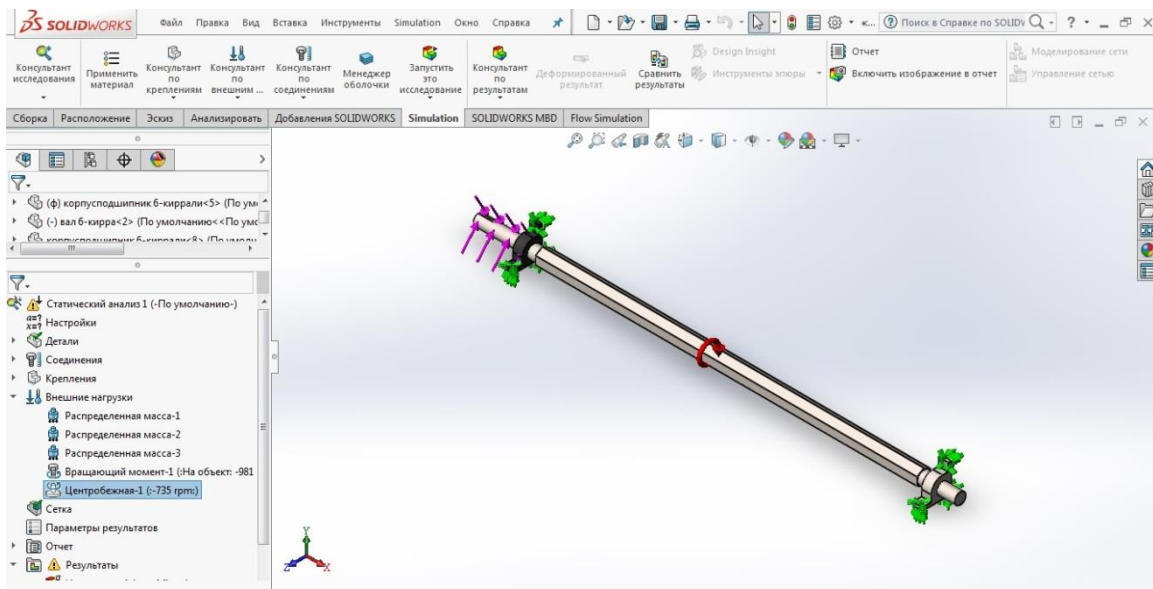 SOLIDWORKS Файл Правка Вид Вставка Инструменты Simulation Окно Справка к... Поиск в Справке по SOLIDV ?
Консультант исследования
Применить материал
Консультант по креплениям
Консультант по внешним ...
Консультант по соединениям
Менеджер оболочки
Запустить это исследование
Консультант по результатам
Деформированный результат
Сравнить результаты
Design Insight
Инструменты эпюры
Отчет
Включить изображение в отчет
Моделирование сети
Управление сетью
Сборка Расположение Эскиз Анализировать Добавления SOLIDWORKS Simulation SOLIDWORKS MBD Flow Simulation
(ф) корпусподшипник 6-киррали<5> (По ум
(-) вал 6-кирра<2> (По умолчанию<<По умс
Статический анализ 1 (-По умолчанию-)
Настройки
Детали
Соединения
Крепления
Внешние нагрузки
Распределенная масса-1
Распределенная масса-2
Распределенная масса-3
Вращающий момент-1 (:На объект: -981
Центробежная-1 (:-735 rpm:)
Сетка
Параметры результатов
Отчет
Результаты
Y
Z
X